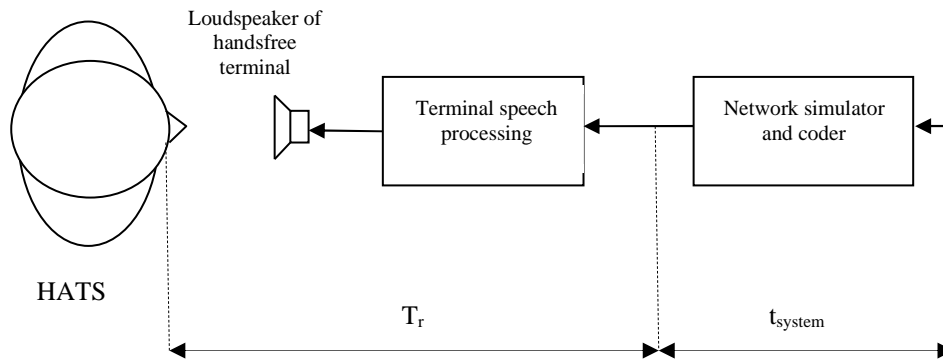 Loudspeaker of
handsfree
terminal
Terminal speech
processing
Network simulator
and coder
HATS
Tr
tsystem